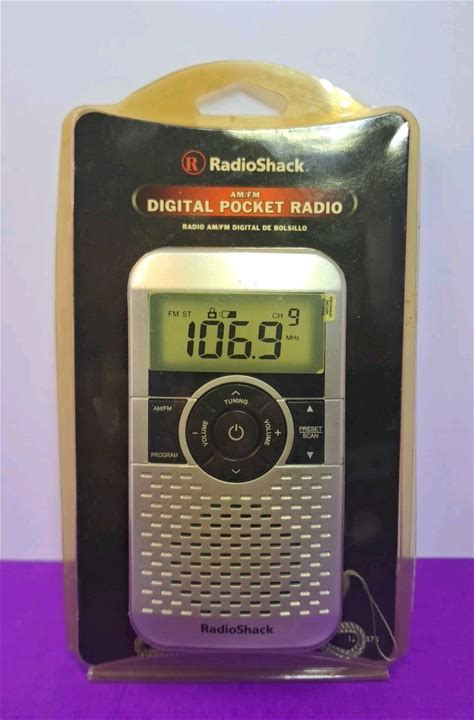 R RadioShack
AM/FM
DIGITAL POCKET RADIO
RADIO AM/FM DIGITAL DE BOLSILLO
FM ST CH 9
106.9 MHz
AM/FM
TUNING
PRESET
SCAN
− VOLUME
VOLUME +
PROGRAM
RadioShack